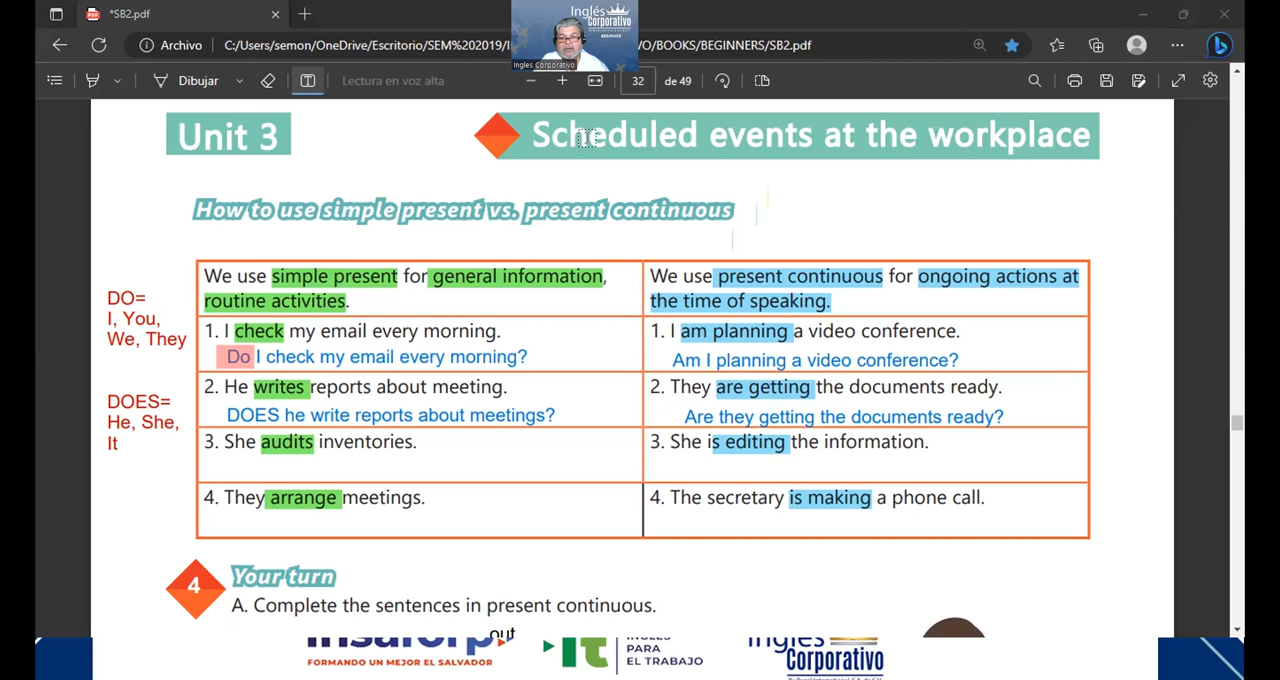 *SB2.pdf
Archivo
C:/Users/semon/OneDrive/Escritorio/SEM%202019/I
VO/BOOKS/BEGINNERS/SB2.pdf
Inglés
Corporativo
BEGINNER
Ingles Corporativo
Dibujar
Lectura en voz alta
32
de 49
Unit 3
Scheduled events at the workplace
How to use simple present vs. present continuous
DO=
I, You,
We, They
DOES=
He, She,
It
We use simple present for general information,
routine activities.
We use present continuous for ongoing actions at
the time of speaking.
1. I check my email every morning.
Do I check my email every morning?
1. I am planning a video conference.
Am I planning a video conference?
2. He writes reports about meeting.
DOES he write reports about meetings?
2. They are getting the documents ready.
Are they getting the documents ready?
3. She audits inventories.
3. She is editing the information.
4. They arrange meetings.
4. The secretary is making a phone call.
4
Your turn
A. Complete the sentences in present continuous.
out
insaforp
FORMANDO UN MEJOR EL SALVADOR
it
INGLÉS
PARA
EL TRABAJO
Inglés
Corporativo